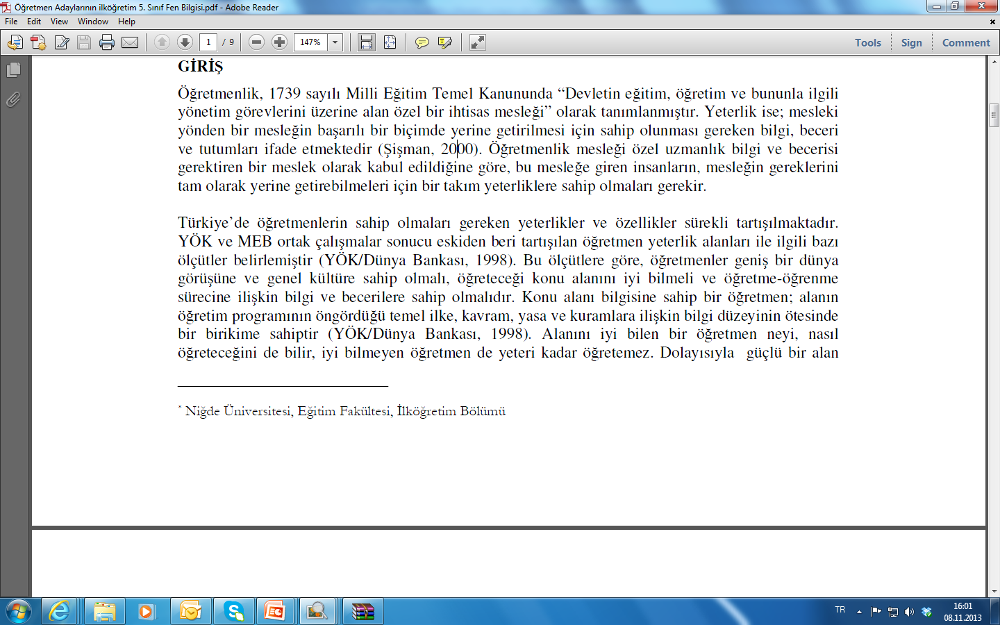 Öğretmen Adaylarının ilköğretim 5. Sınıf Fen Bilgisi.pdf - Adobe Reader
File Edit View Window Help
1 / 9 147% Tools Sign Comment
GİRİŞ
Öğretmenlik, 1739 sayılı Milli Eğitim Temel Kanununda “Devletin eğitim, öğretim ve bununla ilgili
yönetim görevlerini üzerine alan özel bir ihtisas mesleği” olarak tanımlanmıştır. Yeterlik ise; mesleki
yönden bir mesleğin başarılı bir biçimde yerine getirilmesi için sahip olunması gereken bilgi, beceri
ve tutumları ifade etmektedir (Şişman, 2000). Öğretmenlik mesleği özel uzmanlık bilgi ve becerisi
gerektiren bir meslek olarak kabul edildiğine göre, bu mesleğe giren insanların, mesleğin gereklerini
tam olarak yerine getirebilmeleri için bir takım yeterliklere sahip olmaları gerekir.
Türkiye’de öğretmenlerin sahip olmaları gereken yeterlikler ve özellikler sürekli tartışılmaktadır.
YÖK ve MEB ortak çalışmalar sonucu eskiden beri tartışılan öğretmen yeterlik alanları ile ilgili bazı
ölçütler belirlemiştir (YÖK/Dünya Bankası, 1998). Bu ölçütlere göre, öğretmenler geniş bir dünya
görüşüne ve genel kültüre sahip olmalı, öğreteceği konu alanını iyi bilmeli ve öğretme-öğrenme
sürecine ilişkin bilgi ve becerilere sahip olmalıdır. Konu alanı bilgisine sahip bir öğretmen; alanın
öğretim programının öngördüğü temel ilke, kavram, yasa ve kuramlara ilişkin bilgi düzeyinin ötesinde
bir birikime sahiptir (YÖK/Dünya Bankası, 1998). Alanını iyi bilen bir öğretmen neyi, nasıl
öğreteceğini de bilir, iyi bilmeyen öğretmen de yeteri kadar öğretemez. Dolayısıyla güçlü bir alan
* Niğde Üniversitesi, Eğitim Fakültesi, İlköğretim Bölümü
TR 16:01
08.11.2013